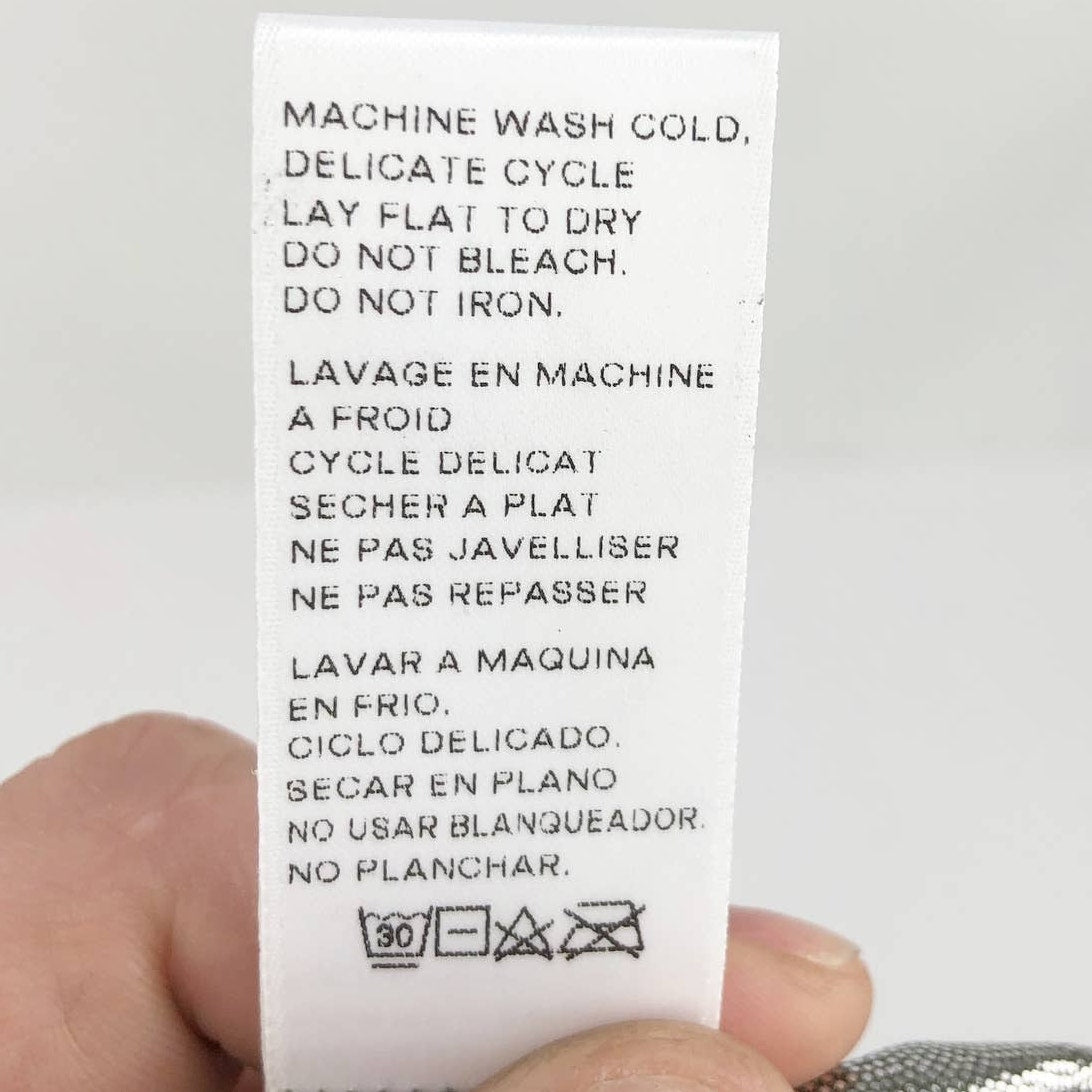 MACHINE WASH COLD,
DELICATE CYCLE
LAY FLAT TO DRY
DO NOT BLEACH.
DO NOT IRON.
LAVAGE EN MACHINE
A FROID
CYCLE DELICAT
SECHER A PLAT
NE PAS JAVELLISER
NE PAS REPASSER
LAVAR A MAQUINA
EN FRIO.
CICLO DELICADO.
SECAR EN PLANO
NO USAR BLANQUEADOR.
NO PLANCHAR.
30